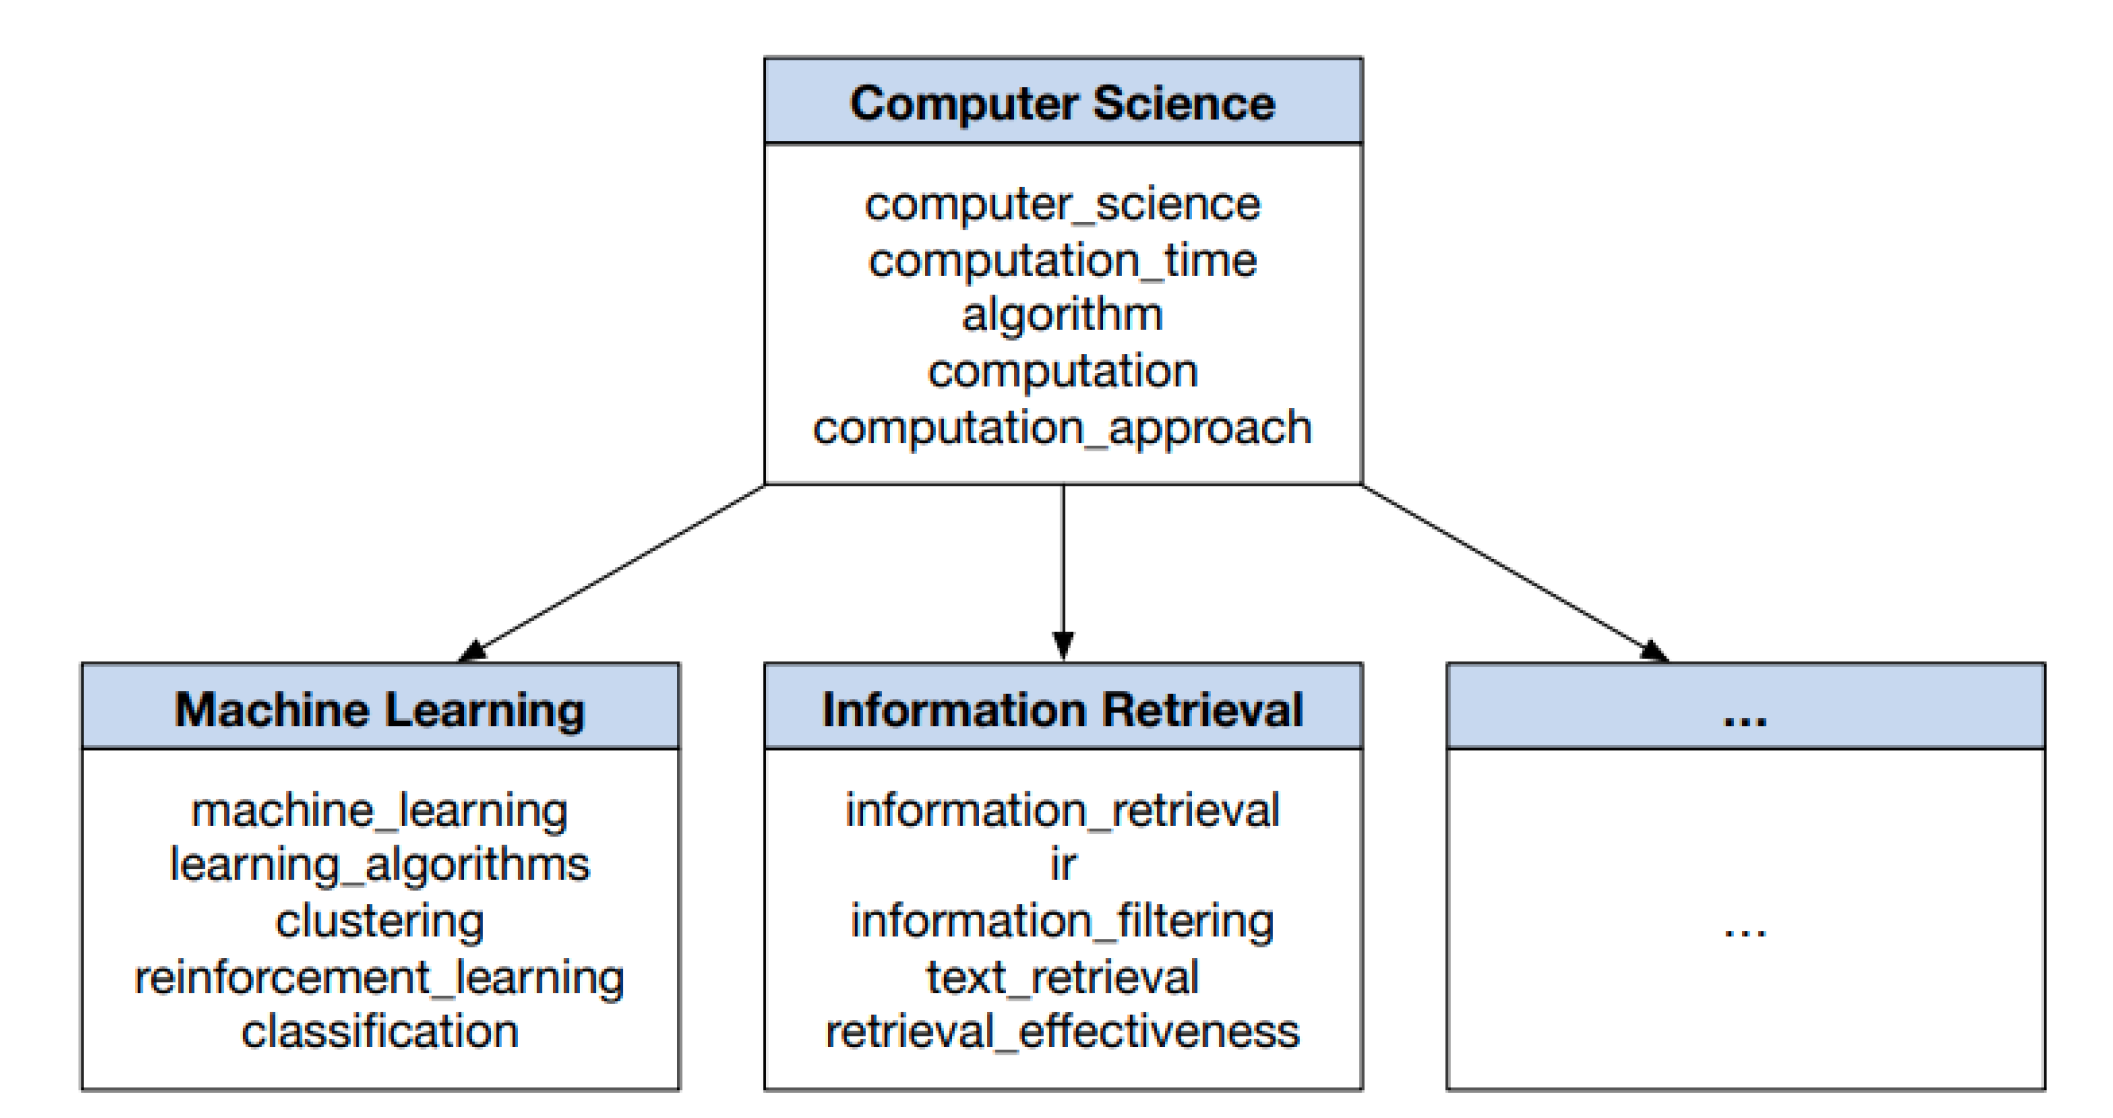 Computer Science
computer_science
computation_time
algorithm
computation
computation_approach
Machine Learning
machine_learning
learning_algorithms
clustering
reinforcement_learning
classification
Information Retrieval
information_retrieval
ir
information_filtering
text_retrieval
retrieval_effectiveness
...
...